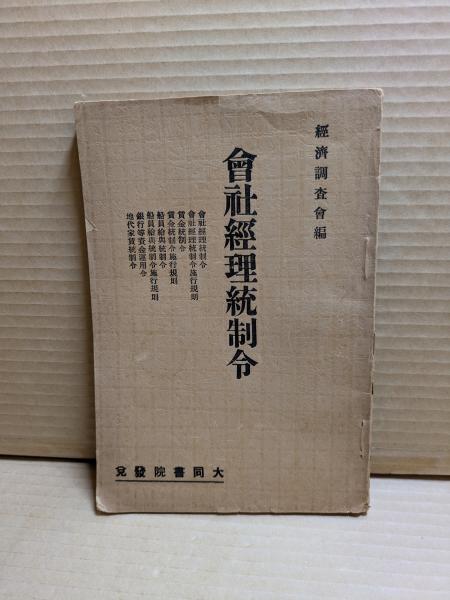 經濟調査會編
會社經理統制令
會社經理統制令
會社經理統制令施行規則
賃金統制令
賃金統制令施行規則
船員給與統制令
船員給與統制令施行規則
銀行等資金運用令
地代家賃統制令
大同書院發兌